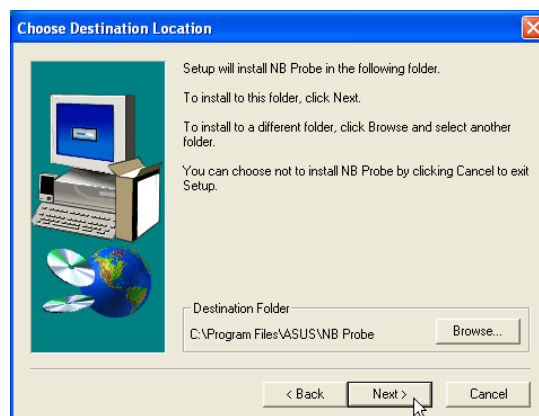 Choose Destination Location
Setup will install NB Probe in the following folder.
To install to this folder, click Next.
To install to a different folder, click Browse and select another
folder.
You can choose not to install NB Probe by clicking Cancel to exit
Setup.
Destination Folder
C:\Program Files\ASUS\NB Probe
Browse...
< Back
Next >
Cancel